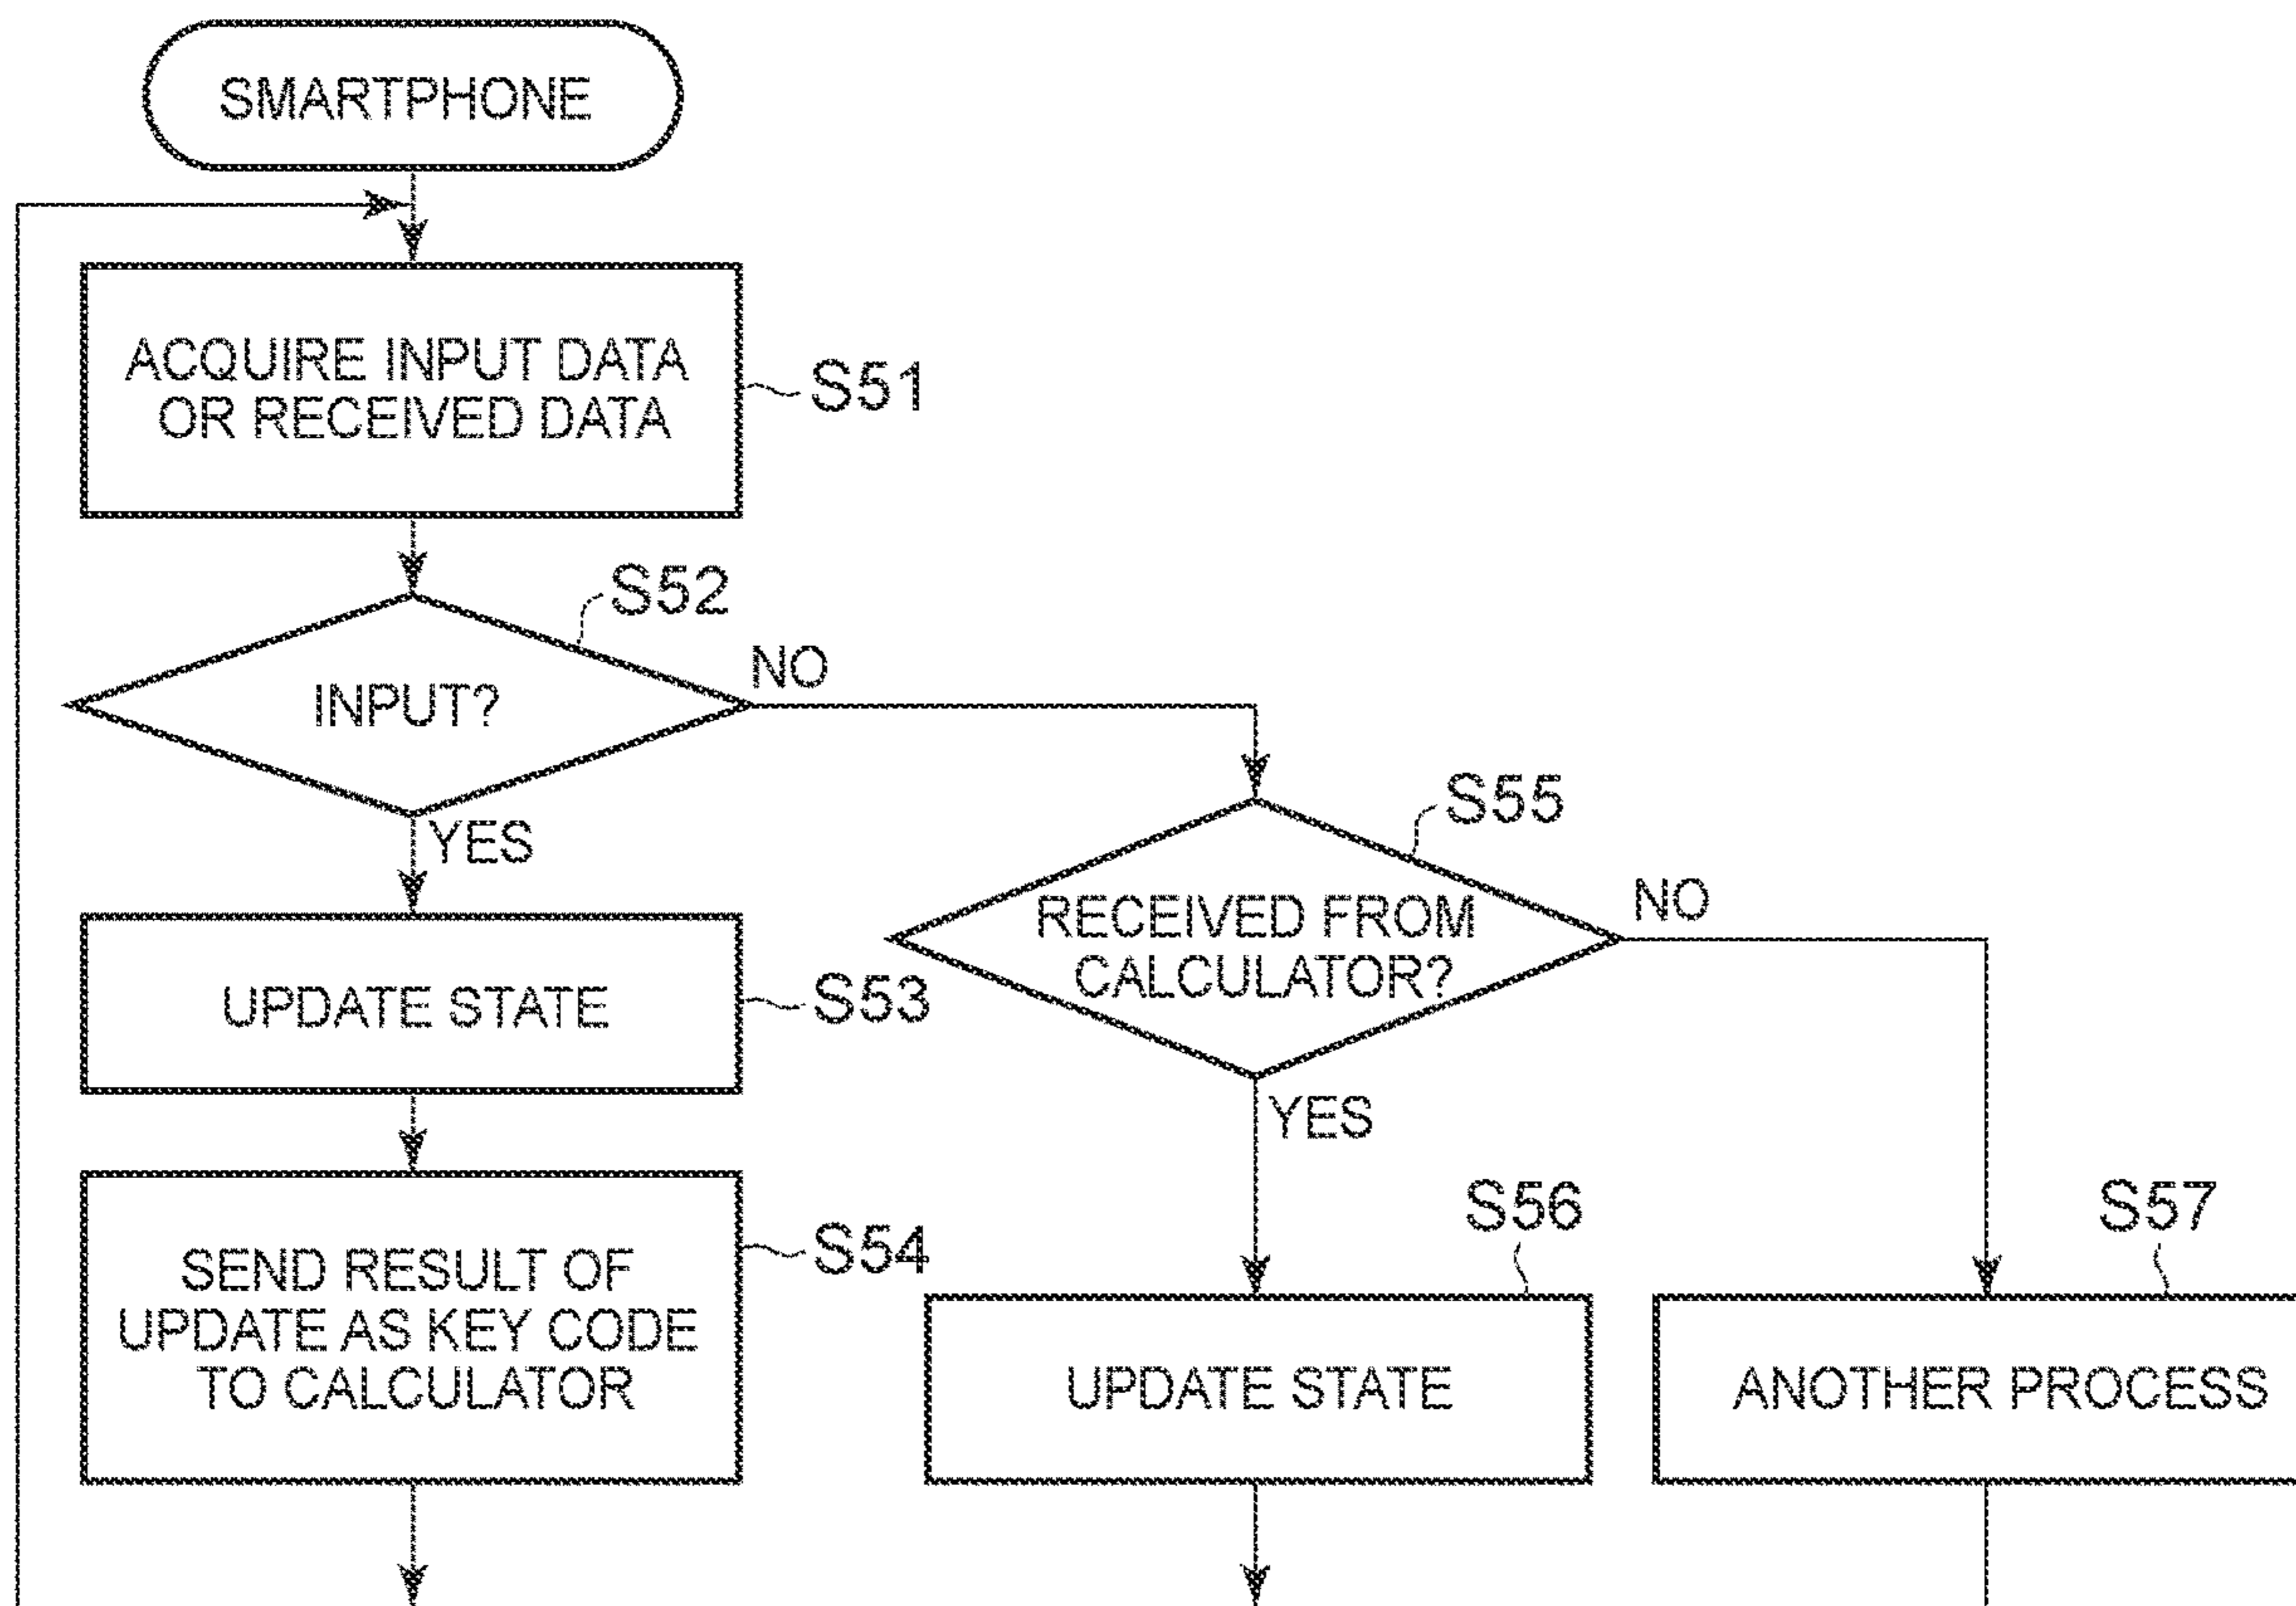 SMARTPHONE
ACQUIRE INPUT DATA
OR RECEIVED DATA
S51
S52
INPUT?
NO
YES
UPDATE STATE
S53
SEND RESULT OF
UPDATE AS KEY CODE
TO CALCULATOR
S54
S55
RECEIVED FROM
CALCULATOR?
NO
YES
S56
UPDATE STATE
S57
ANOTHER PROCESS